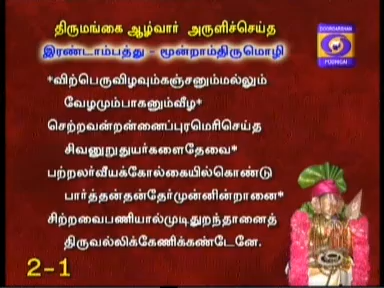 திருமங்கை ஆழ்வார் அருளிச்செய்த
இரண்டாம்பத்து - மூன்றாம்திருமொழி
*விற்பெருவிழவும்கஞ்சனும்மல்லும்
வேழமும்பாகனும்வீழ*
செற்றவன்றன்னைப்புரமெரிசெய்த
சிவனுறுதுயர்களைதேவை*
பற்றலர்வீயக்கோல்கையில்கொண்டு
பார்த்தன்தன்தேர்முன்நின்றானை*
சிற்றவைபணியால்முடிதுறந்தானைத்
திருவல்லிக்கேணிக்கண்டேனே.
2-1
DOORDARSHAN
PODHIGAI